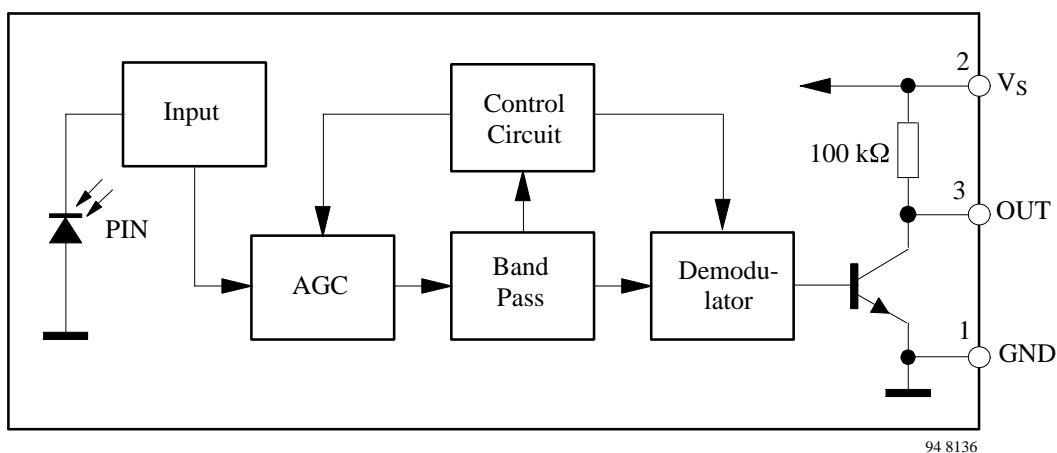 Input
Control
Circuit
2
V_S
100 kΩ
3
OUT
PIN
AGC
Band
Pass
Demodu-
lator
1
GND
94 8136